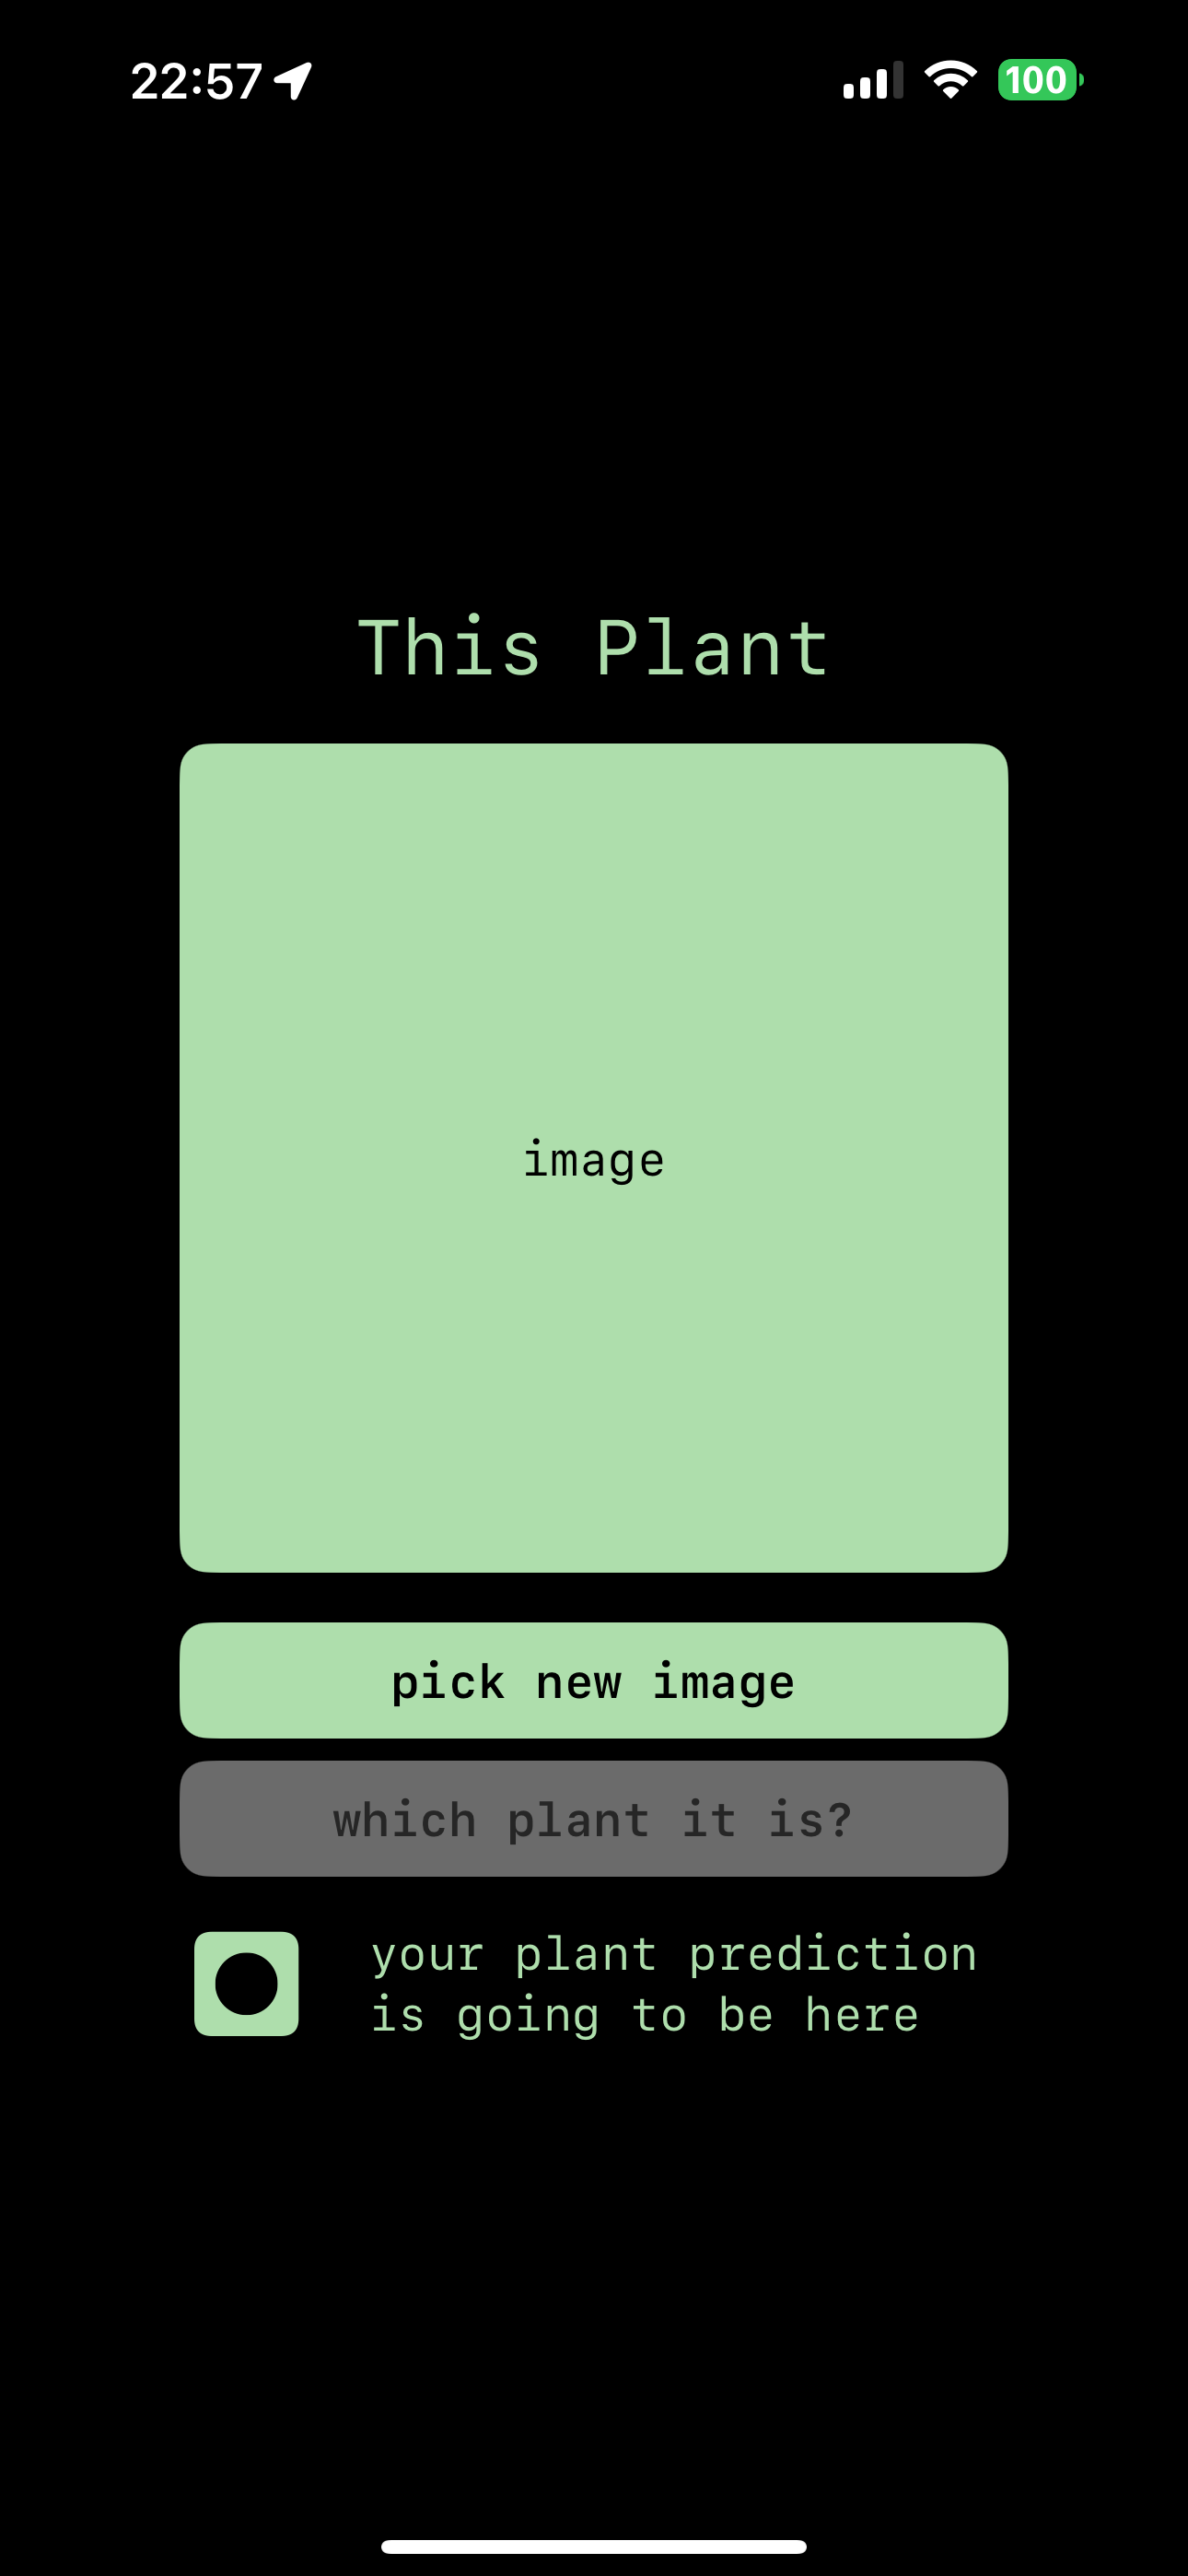 22:57
100
This Plant
image
pick new image
which plant it is?
your plant prediction
is going to be here